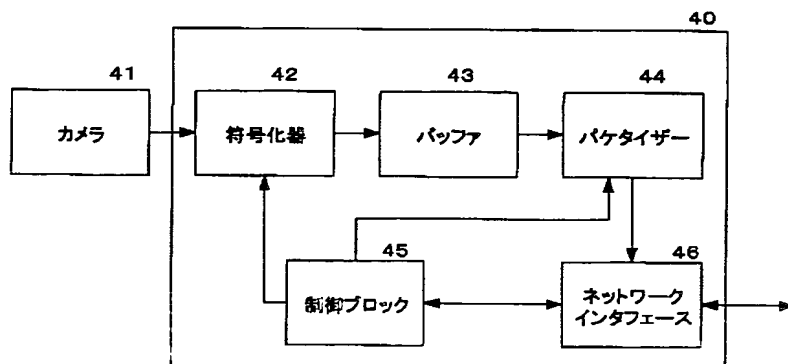 40
41
42
43
44
カメラ
符号化器
バッファ
パケタイザー
45
46
制御ブロック
ネットワーク
インタフェース